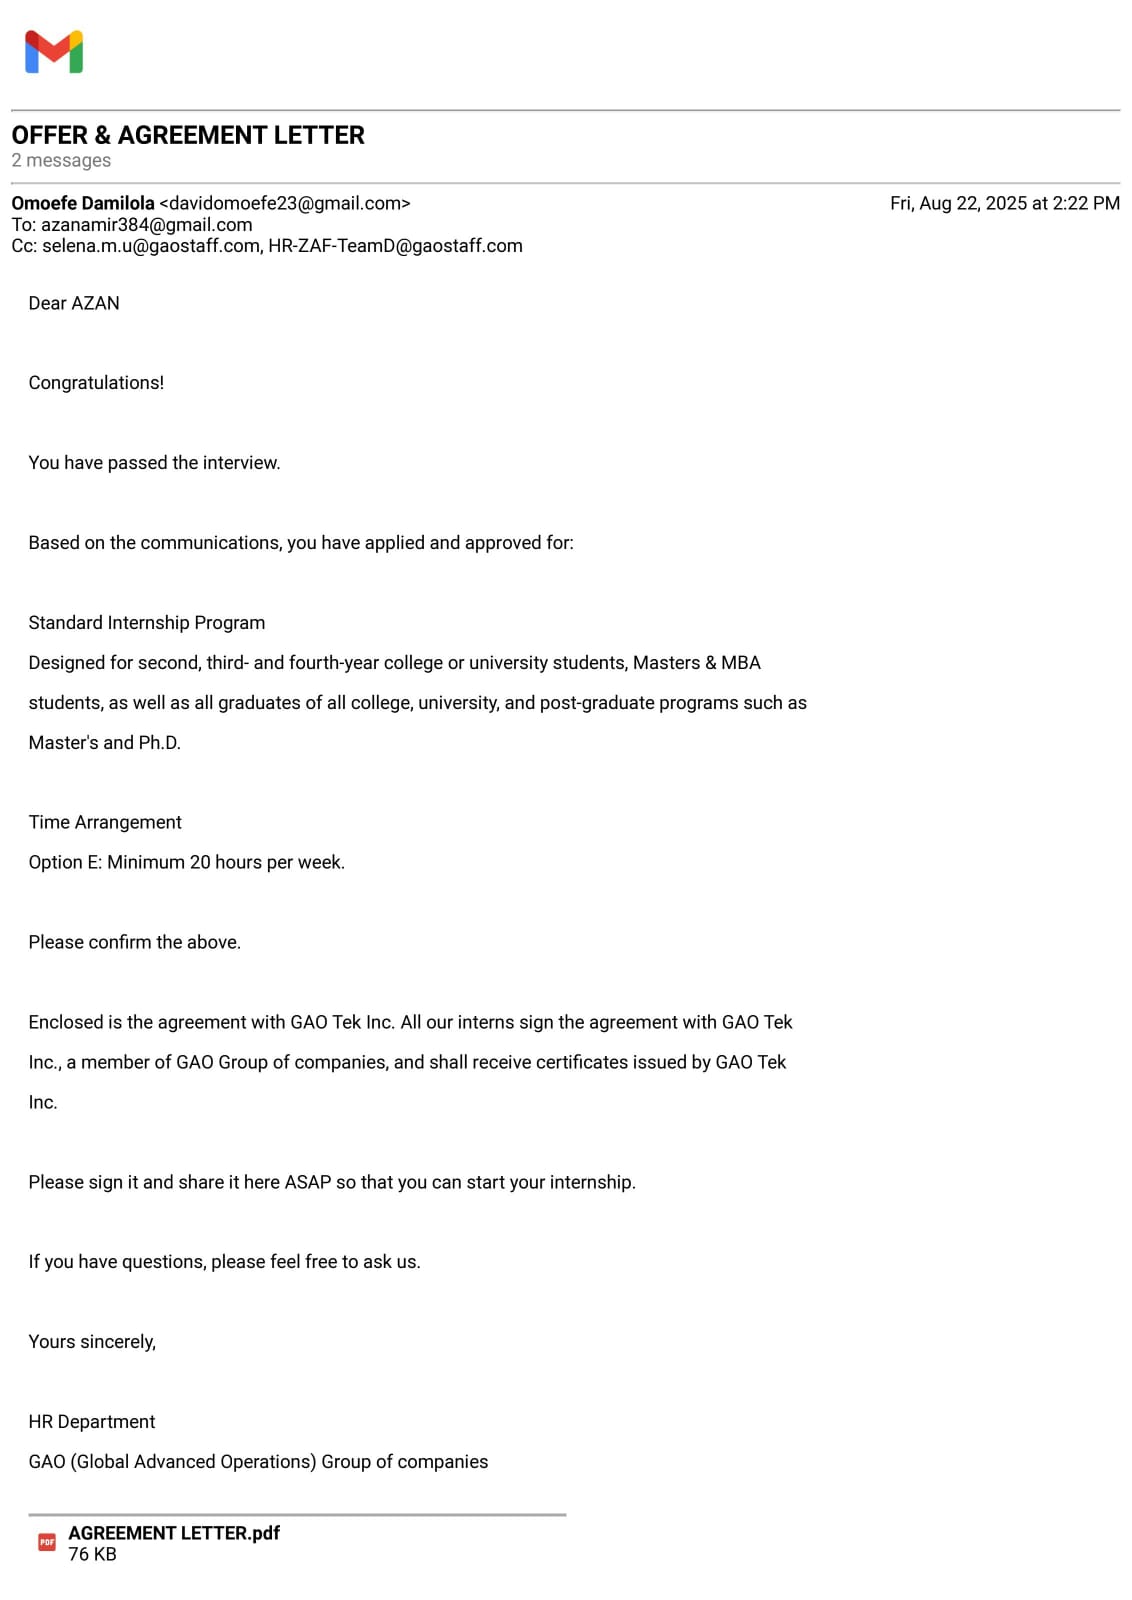 OFFER & AGREEMENT LETTER
2 messages
Omoefe Damilola <davidomoefe23@gmail.com>
Fri, Aug 22, 2025 at 2:22 PM
To: azanamir384@gmail.com
Cc: selena.m.u@gaostaff.com, HR-ZAF-TeamD@gaostaff.com
Dear AZAN
Congratulations!
You have passed the interview.
Based on the communications, you have applied and approved for:
Standard Internship Program
Designed for second, third- and fourth-year college or university students, Masters & MBA
students, as well as all graduates of all college, university, and post-graduate programs such as
Master's and Ph.D.
Time Arrangement
Option E: Minimum 20 hours per week.
Please confirm the above.
Enclosed is the agreement with GAO Tek Inc. All our interns sign the agreement with GAO Tek
Inc., a member of GAO Group of companies, and shall receive certificates issued by GAO Tek
Inc.
Please sign it and share it here ASAP so that you can start your internship.
If you have questions, please feel free to ask us.
Yours sincerely,
HR Department
GAO (Global Advanced Operations) Group of companies
PDF
AGREEMENT LETTER.pdf
76 KB